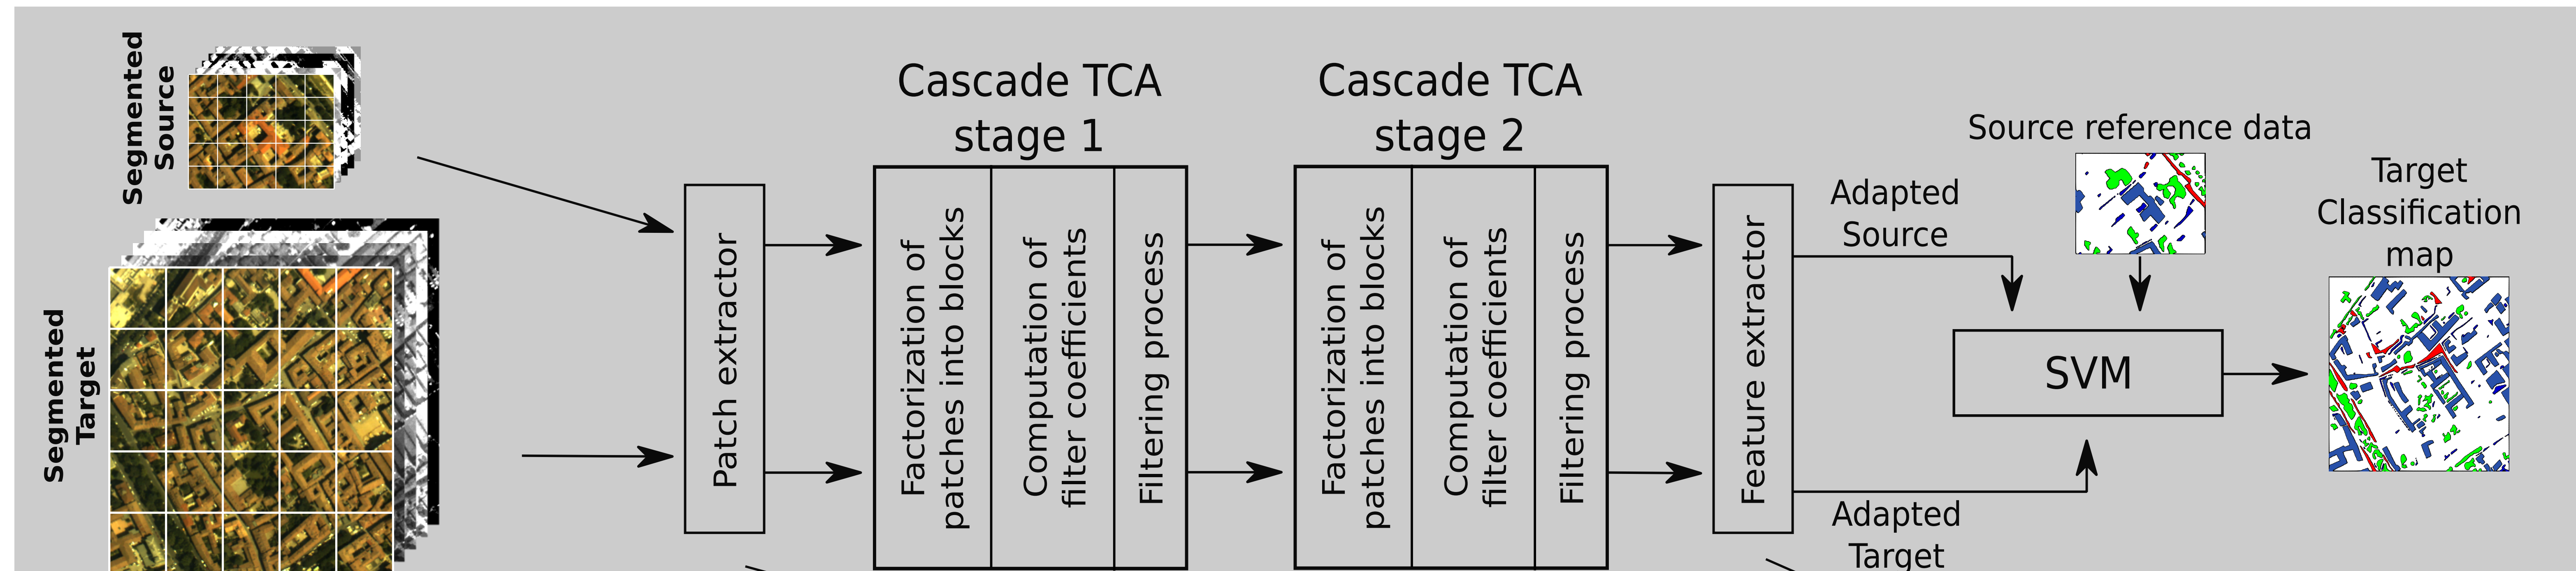 Segmented
Source
Segmented
Target
Patch extractor
Cascade TCA
stage 1
Factorization of
patches into blocks
Computation of
filter coefficients
Filtering process
Cascade TCA
stage 2
Factorization of
patches into blocks
Computation of
filter coefficients
Filtering process
Feature extractor
Adapted
Source
Adapted
Target
Source reference data
SVM
Target
Classification
map